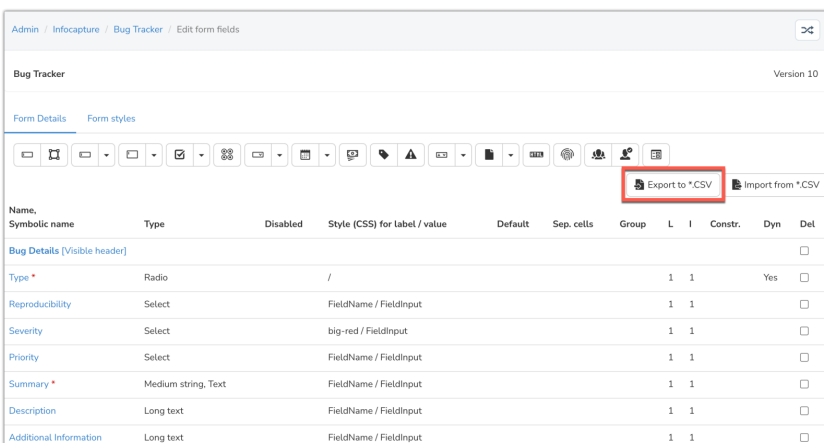 Admin / Infocapture / Bug Tracker / Edit form fields
Bug Tracker Version 10
Form Details Form styles
HTML
Export to *.CSV Import from *.CSV
Name,
Symbolic name Type Disabled Style (CSS) for label / value Default Sep. cells Group L I Constr. Dyn Del
Bug Details [Visible header]
Type * Radio / 1 1 Yes
Reproducibility Select FieldName / FieldInput 1 1
Severity Select big-red / FieldInput 1 1
Priority Select FieldName / FieldInput 1 1
Summary * Medium string, Text FieldName / FieldInput 1 1
Description Long text FieldName / FieldInput 1 1
Additional Information Long text FieldName / FieldInput 1 1